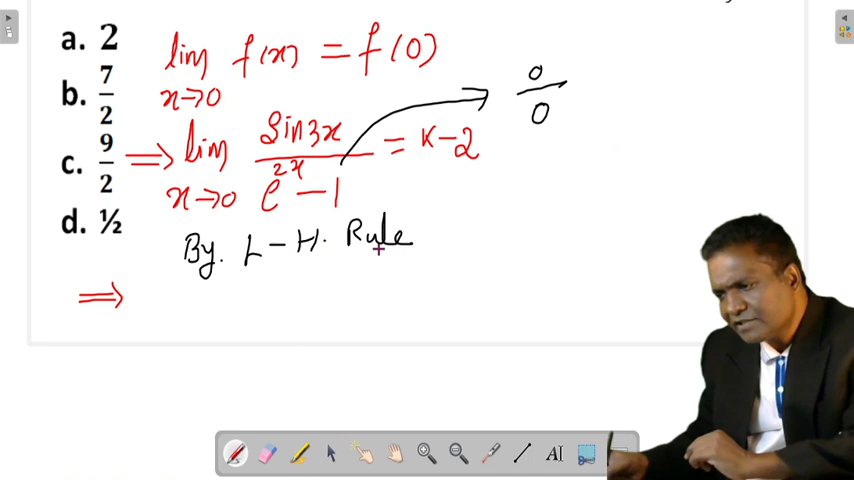 a. 2
b. 7/2
c. 9/2
d. ½
lim x→0 f(x) = f(0)
⇒ lim x→0 Sin3x / e^2x − 1 = K − 2
0/0
By. L − H. Rule
⇒
AI